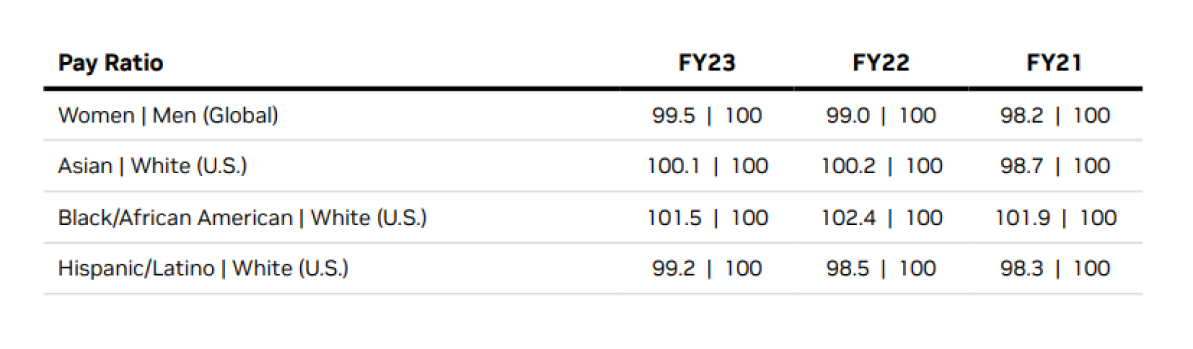 Pay Ratio FY23 FY22 FY21
Women | Men (Global) 99.5 | 100 99.0 | 100 98.2 | 100
Asian | White (U.S.) 100.1 | 100 100.2 | 100 98.7 | 100
Black/African American | White (U.S.) 101.5 | 100 102.4 | 100 101.9 | 100
Hispanic/Latino | White (U.S.) 99.2 | 100 98.5 | 100 98.3 | 100